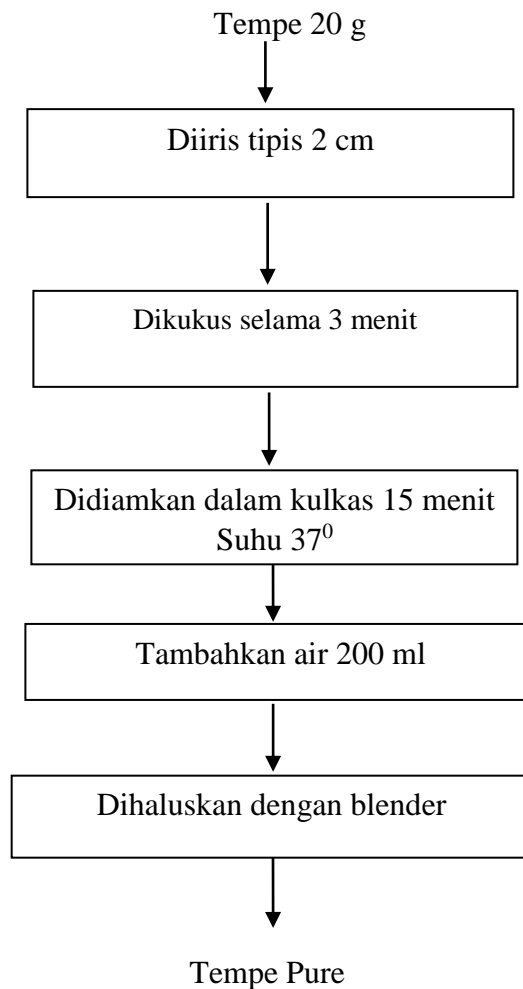 Tempe 20 g
Diiris tipis 2 cm
Dikukus selama 3 menit
Didiamkan dalam kulkas 15 menit
Suhu 37⁰
Tambahkan air 200 ml
Dihaluskan dengan blender
Tempe Pure